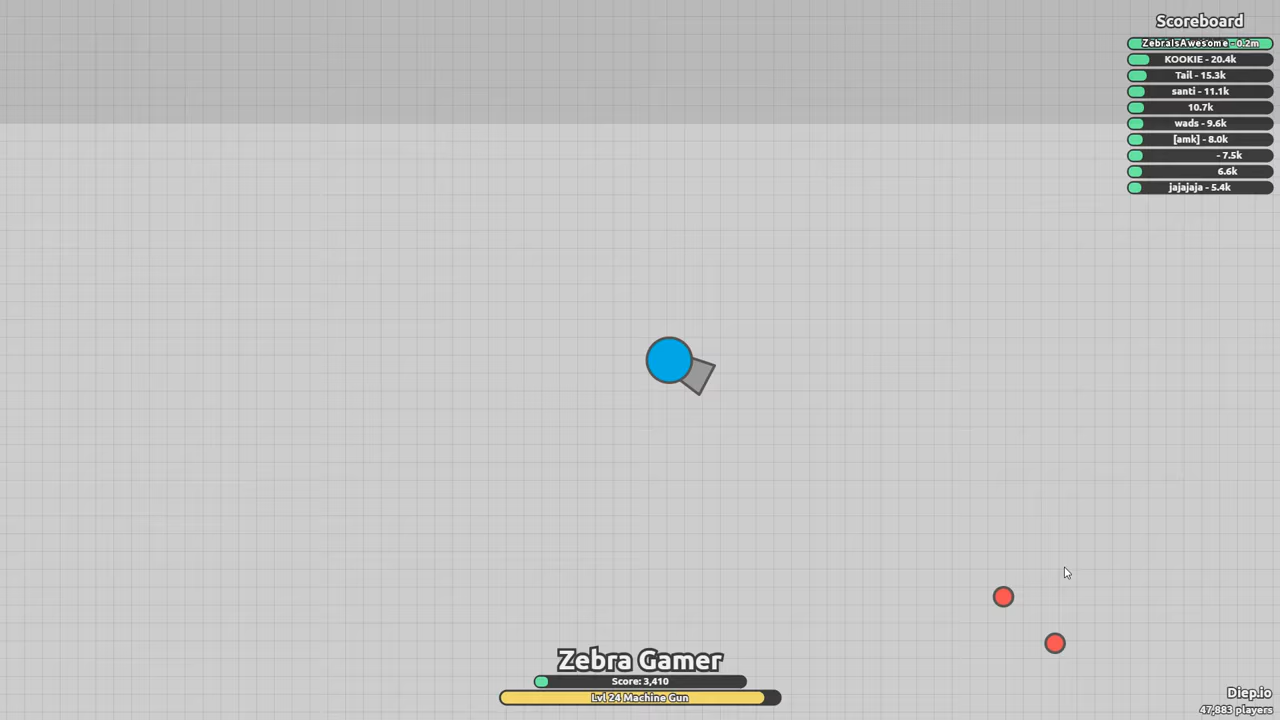 Scoreboard
ZebraIsAwesome - 0.2m
KOOKIE - 20.4k
Tail - 15.3k
santi - 11.1k
10.7k
wads - 9.6k
[amk] - 8.0k
- 7.5k
6.6k
jajajaja - 5.4k
Zebra Gamer
Score: 3,410
Lvl 24 Machine Gun
Diep.io
47,883 players